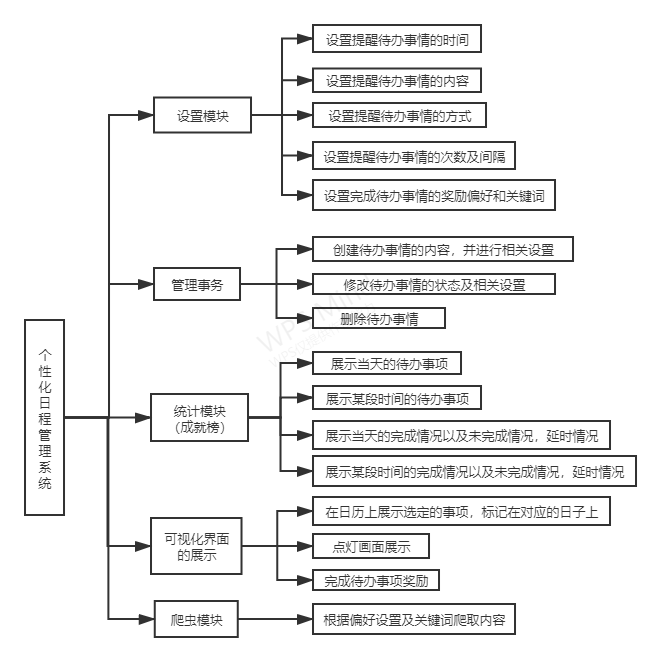 个性化日程管理系统
设置模块
设置提醒待办事情的时间
设置提醒待办事情的内容
设置提醒待办事情的方式
设置提醒待办事情的次数及间隔
设置完成待办事情的奖励偏好和关键词
管理事务
创建待办事情的内容，并进行相关设置
修改待办事情的状态及相关设置
删除待办事情
统计模块
（成就榜）
展示当天的待办事项
展示某段时间的待办事项
展示当天的完成情况以及未完成情况，延时情况
展示某段时间的完成情况以及未完成情况，延时情况
可视化界面
的展示
在日历上展示选定的事项，标记在对应的日子上
点灯画面展示
完成待办事项奖励
爬虫模块
根据偏好设置及关键词爬取内容